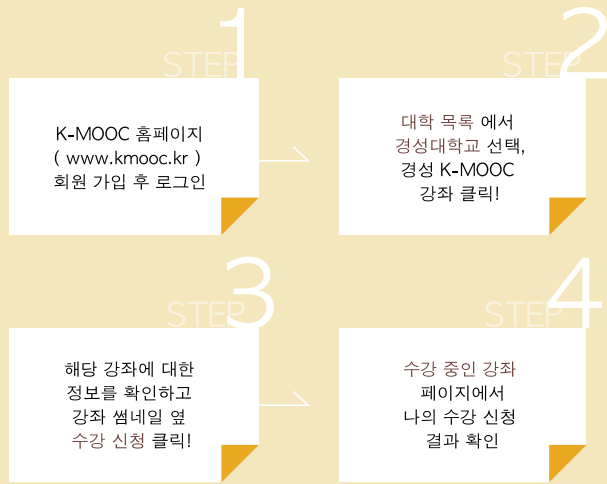 STEP 1
K-MOOC 홈페이지
( www.kmooc.kr )
회원 가입 후 로그인
STEP 2
대학 목록 에서
경성대학교 선택,
경성 K-MOOC
강좌 클릭!
STEP 3
해당 강좌에 대한
정보를 확인하고
강좌 썸네일 옆
수강 신청 클릭!
STEP 4
수강 중인 강좌
페이지에서
나의 수강 신청
결과 확인